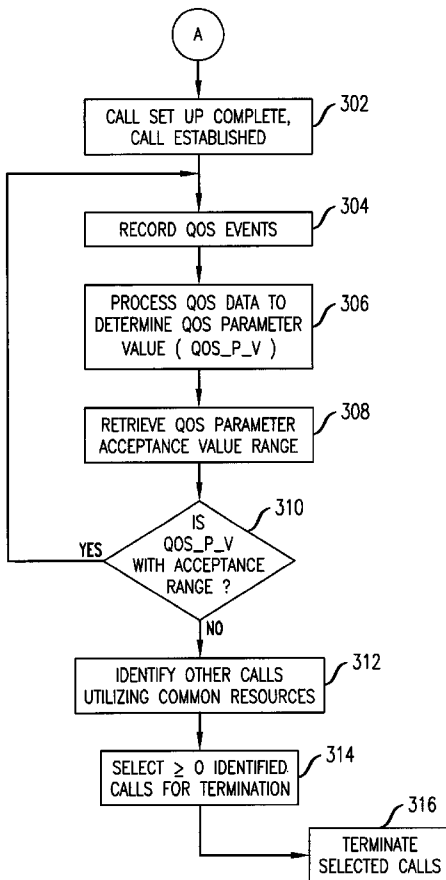 A
CALL SET UP COMPLETE,
CALL ESTABLISHED
302
RECORD QOS EVENTS
304
PROCESS QOS DATA TO
DETERMINE QOS PARAMETER
VALUE ( QOS_P_V )
306
RETRIEVE QOS PARAMETER
ACCEPTANCE VALUE RANGE
308
IS
QOS_P_V
WITH ACCEPTANCE
RANGE ?
310
YES
NO
IDENTIFY OTHER CALLS
UTILIZING COMMON RESOURCES
312
SELECT ≥ 0 IDENTIFIED
CALLS FOR TERMINATION
314
TERMINATE
SELECTED CALLS
316